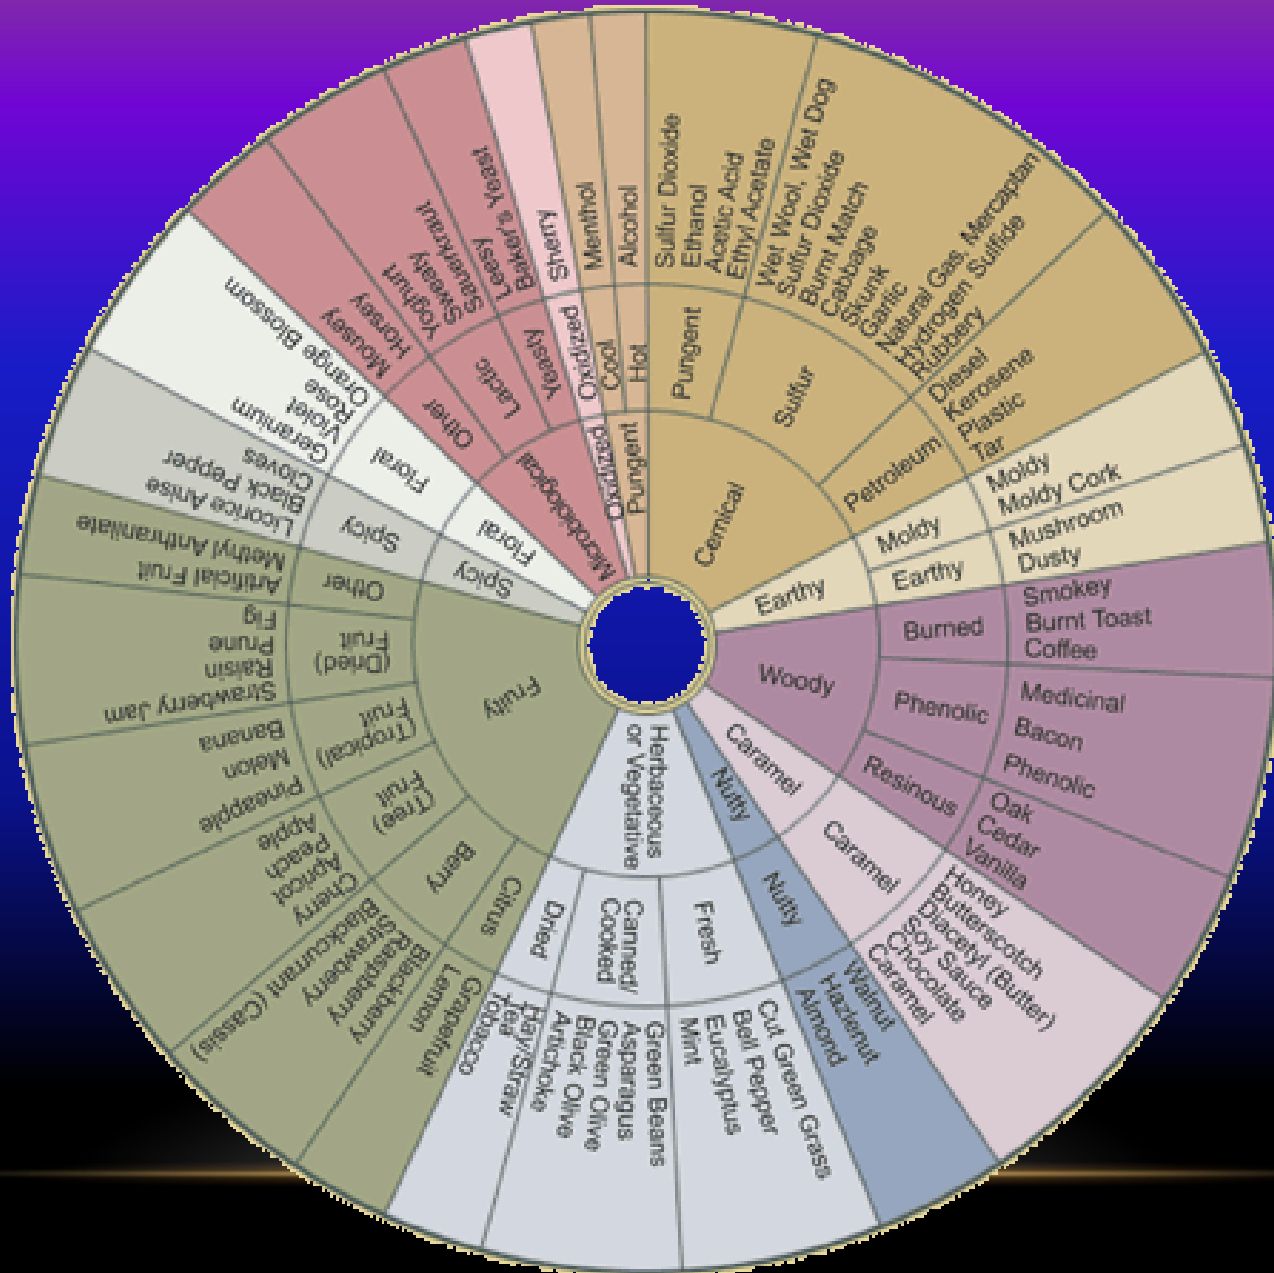 Cemical
Pungent
Sulfur Dioxide
Ethanol
Acetic Acid
Ethyl Acetate
Sulfur
Wet Wool, Wet Dog
Sulfur Dioxide
Burnt Match
Cabbage
Skunk
Garlic
Natural Gas, Mercaptan
Hydrogen Sulfide
Rubbery
Petroleum
Diesel
Kerosene
Plastic
Tar
Earthy
Moldy
Moldy
Moldy Cork
Earthy
Mushroom
Dusty
Woody
Burned
Smokey
Burnt Toast
Coffee
Phenolic
Medicinal
Bacon
Phenolic
Resinous
Oak
Cedar
Vanilla
Caramel
Caramel
Honey
Butterscotch
Diacetyl (Butter)
Soy Sauce
Chocolate
Caramel
Nutty
Nutty
Walnut
Hazlenut
Almond
Herbaceous
or Vegetative
Fresh
Cut Green Grass
Bell Pepper
Eucalyptus
Mint
Canned/
Cooked
Green Beans
Asparagus
Green Olive
Black Olive
Artichoke
Dried
Hay/Straw
Tea
Tobacco
Fruity
Citrus
Grapefruit
Lemon
Berry
Blackberry
Raspberry
Strawberry
Blackcurrant (Cassis)
(Tree)
Fruit
Cherry
Apricot
Peach
Apple
(Tropical)
Fruit
Pineapple
Melon
Banana
(Dried)
Fruit
Strawberry Jam
Raisin
Prune
Fig
Other
Artificial Fruit
Methyl Anthranilate
Spicy
Spicy
Licorice Anise
Black Pepper
Cloves
Floral
Floral
Geranium
Violet
Rose
Orange Blossom
Microbiological
Other
Mousey
Horsey
Lactic
Yoghurt
Sweaty
Sauerkraut
Yeasty
Leesy
Baker's Yeast
Oxidized
Oxidized
Sherry
Pungent
Cool
Menthol
Hot
Alcohol